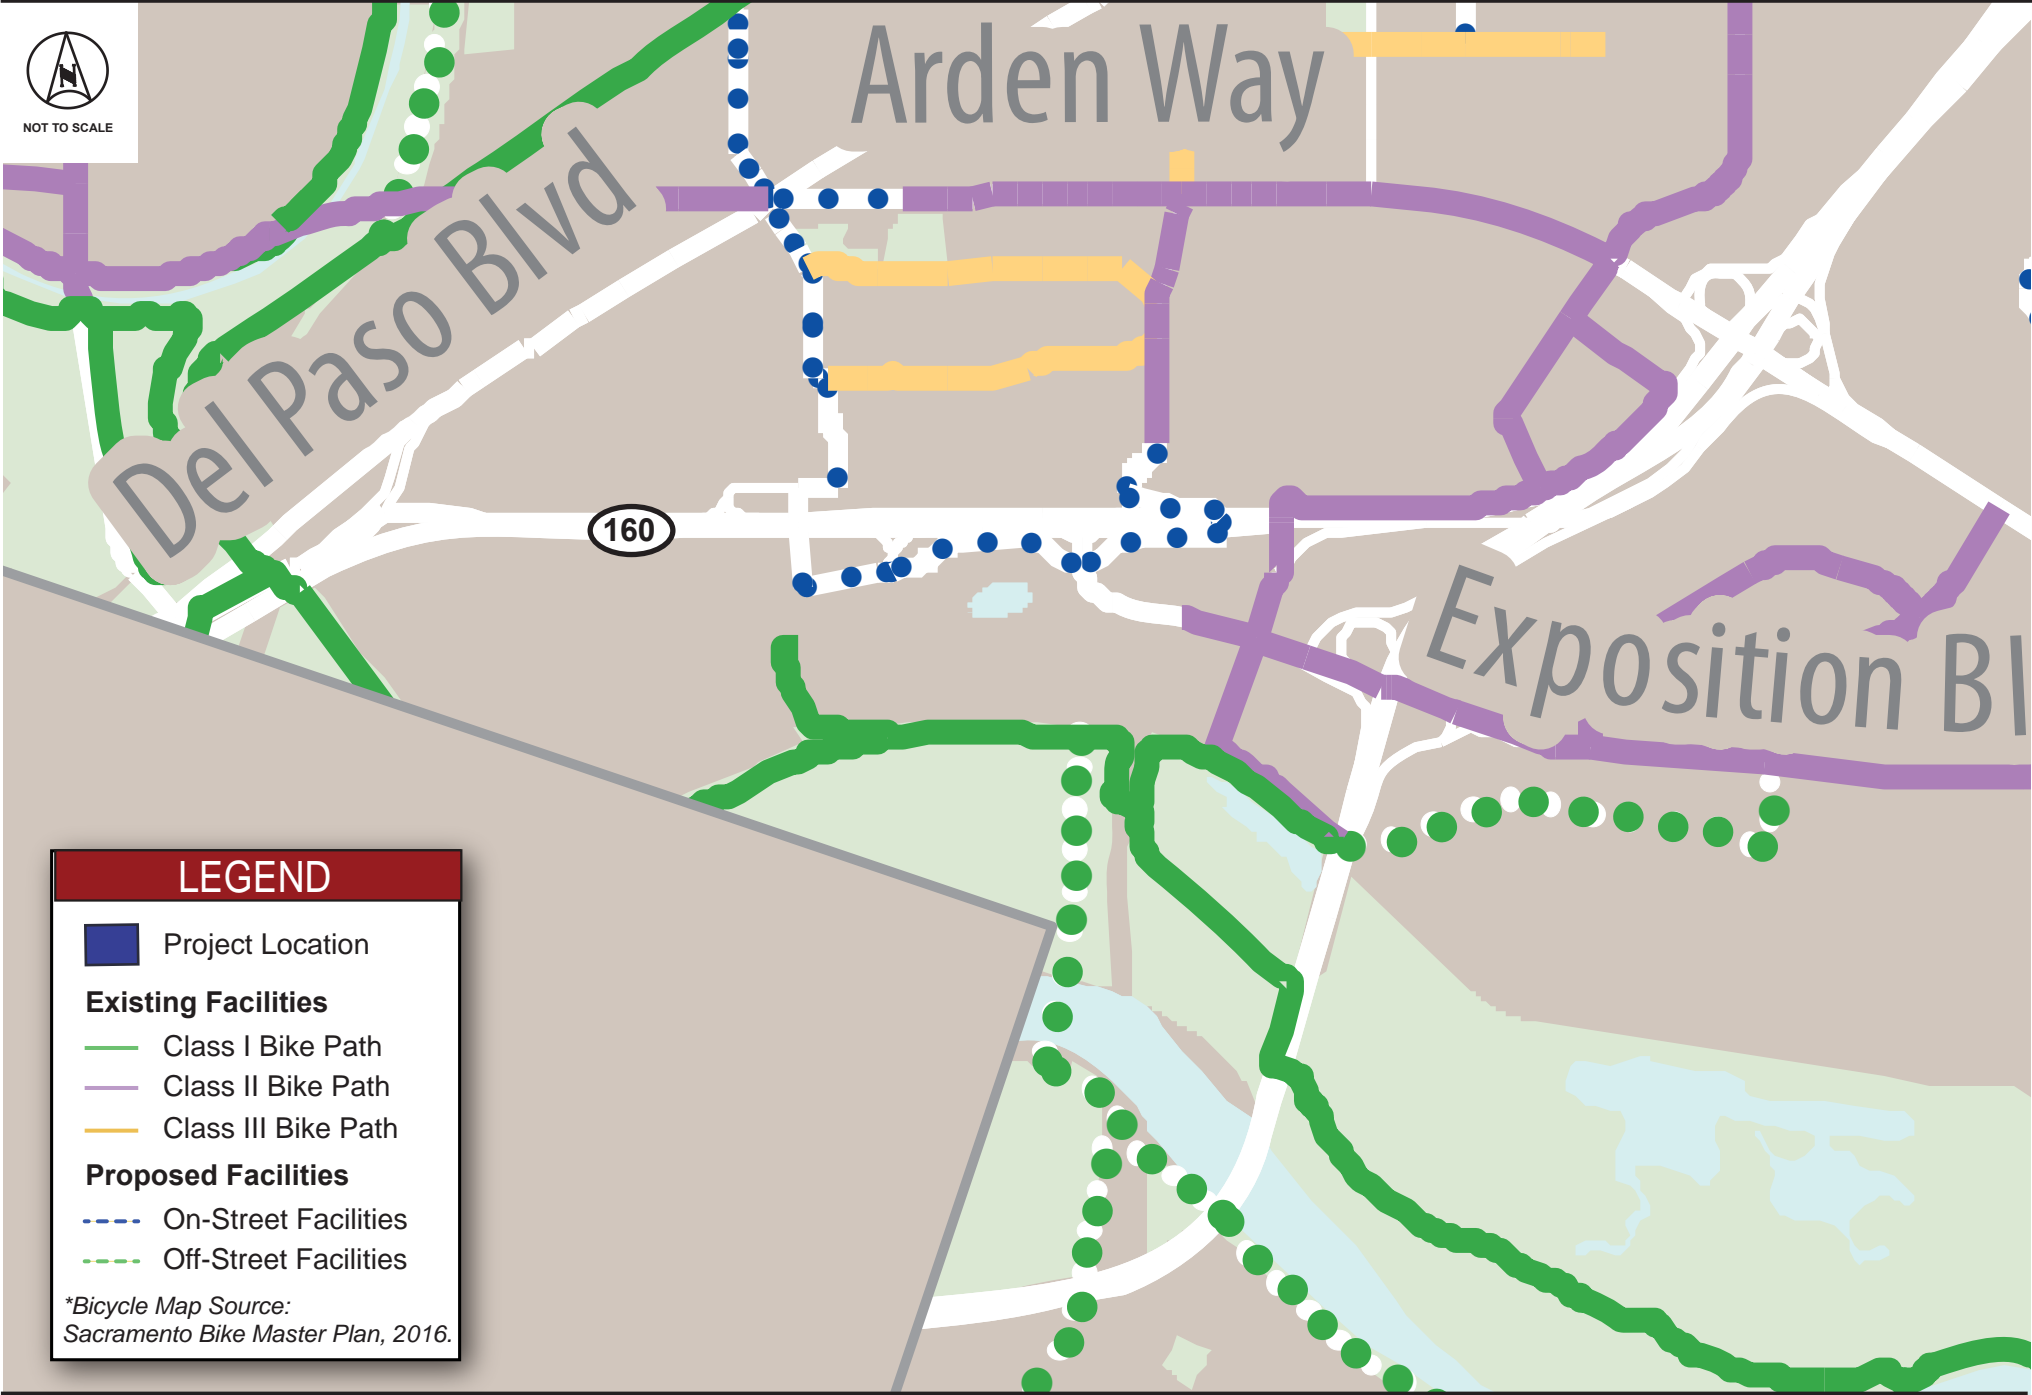 N
NOT TO SCALE
Arden Way
Del Paso Blvd
160
Exposition Bl
LEGEND
Project Location
Existing Facilities
Class I Bike Path
Class II Bike Path
Class III Bike Path
Proposed Facilities
On-Street Facilities
Off-Street Facilities
*Bicycle Map Source:
Sacramento Bike Master Plan, 2016.